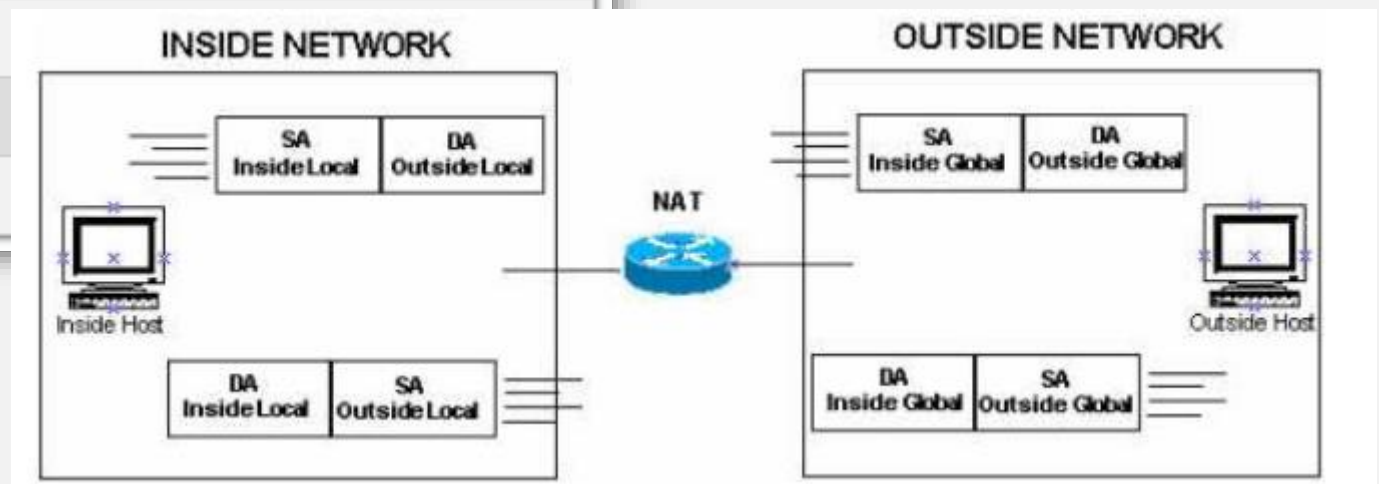 INSIDE NETWORK
OUTSIDE NETWORK
SA
Inside Local
DA
Outside Local
SA
Inside Global
DA
Outside Global
NAT
Inside Host
Outside Host
DA
Inside Local
SA
Outside Local
DA
Inside Global
SA
Outside Global